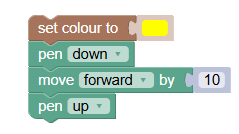 set colour to
pen down
move forward by 10
pen up